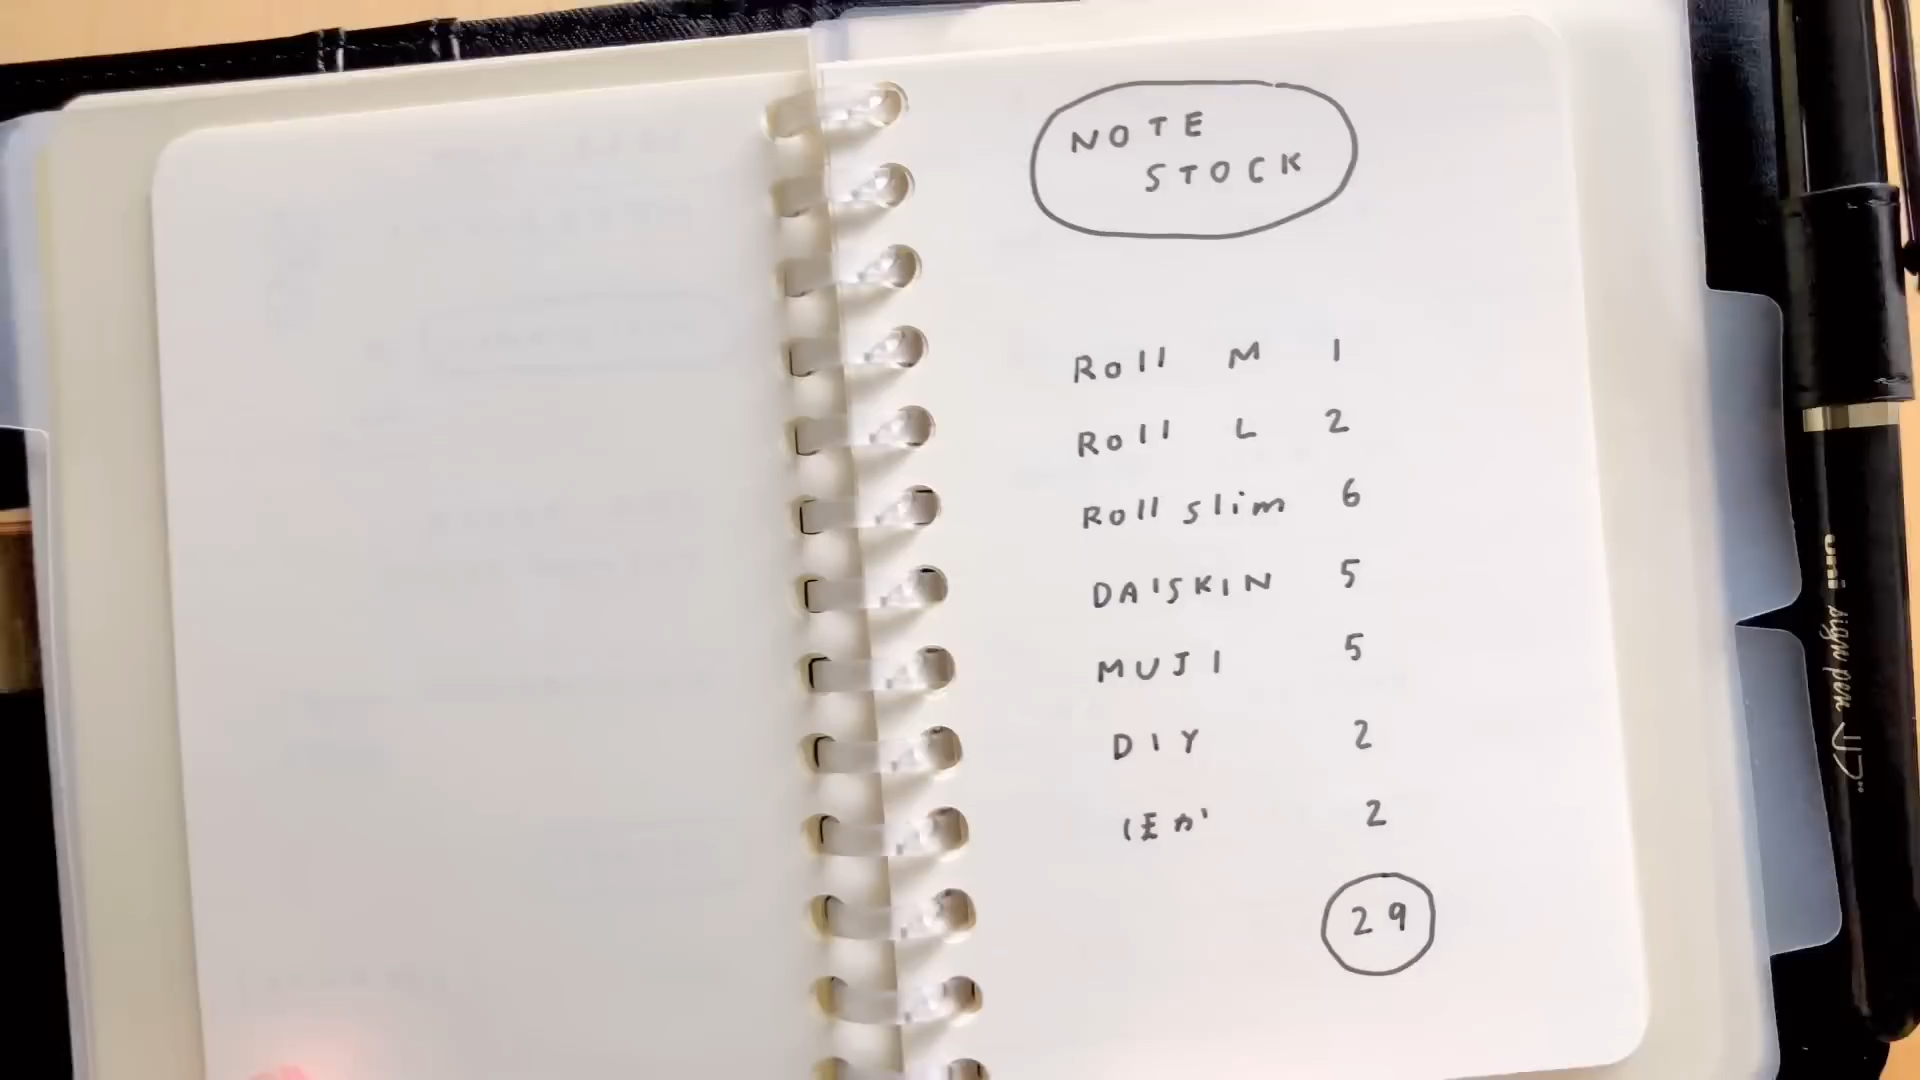 NOTE
STOCK
Roll M 1
Roll L 2
Roll slim 6
DAISKIN 5
MUJI 5
DIY 2
ほか 2
29
uni sign pen